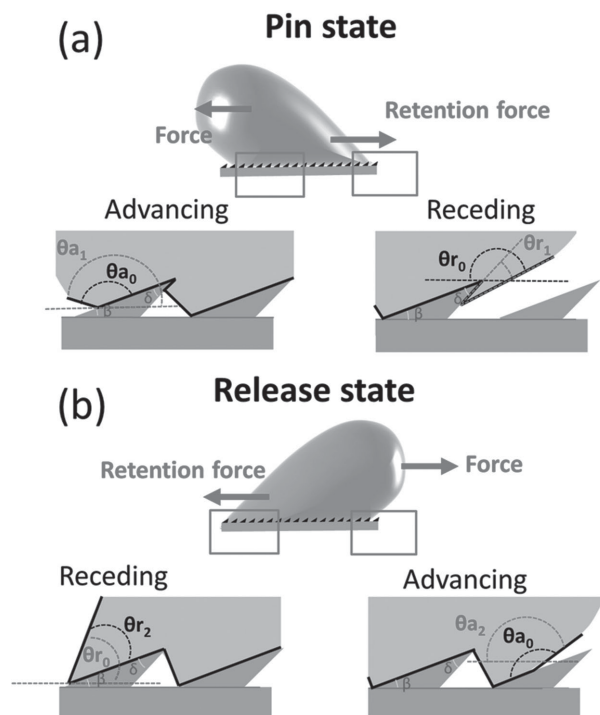 Pin state
(a)
Retention force
Force
Advancing
Receding
θa1
θa0
δ
β
θr0
θr1
δ
β
Release state
(b)
Retention force
Force
Receding
Advancing
θr2
θr0
δ
β
θa2
θa0
δ
β